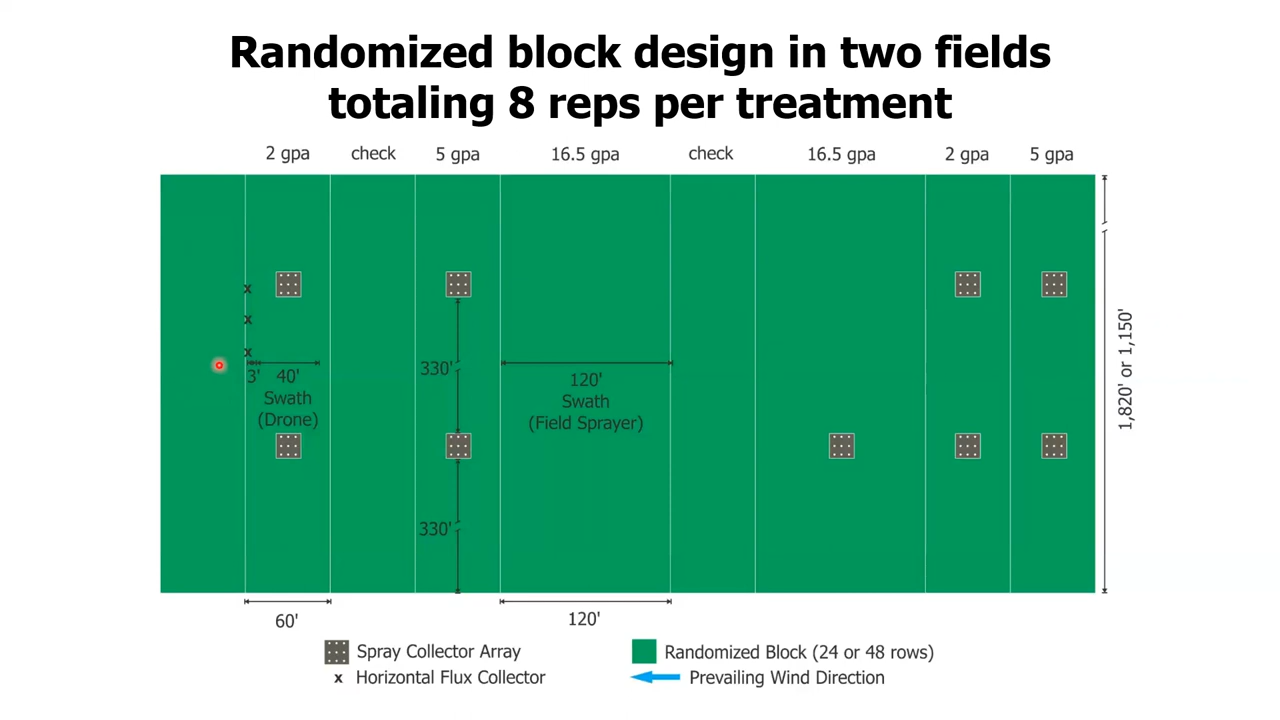 Randomized block design in two fields
totaling 8 reps per treatment
2 gpa check 5 gpa 16.5 gpa check 16.5 gpa 2 gpa 5 gpa
x
x
x
3' 40'
Swath
(Drone)
330'
120'
Swath
(Field Sprayer)
330'
1,820' or 1,150'
60' 120'
Spray Collector Array
Randomized Block (24 or 48 rows)
x Horizontal Flux Collector
Prevailing Wind Direction